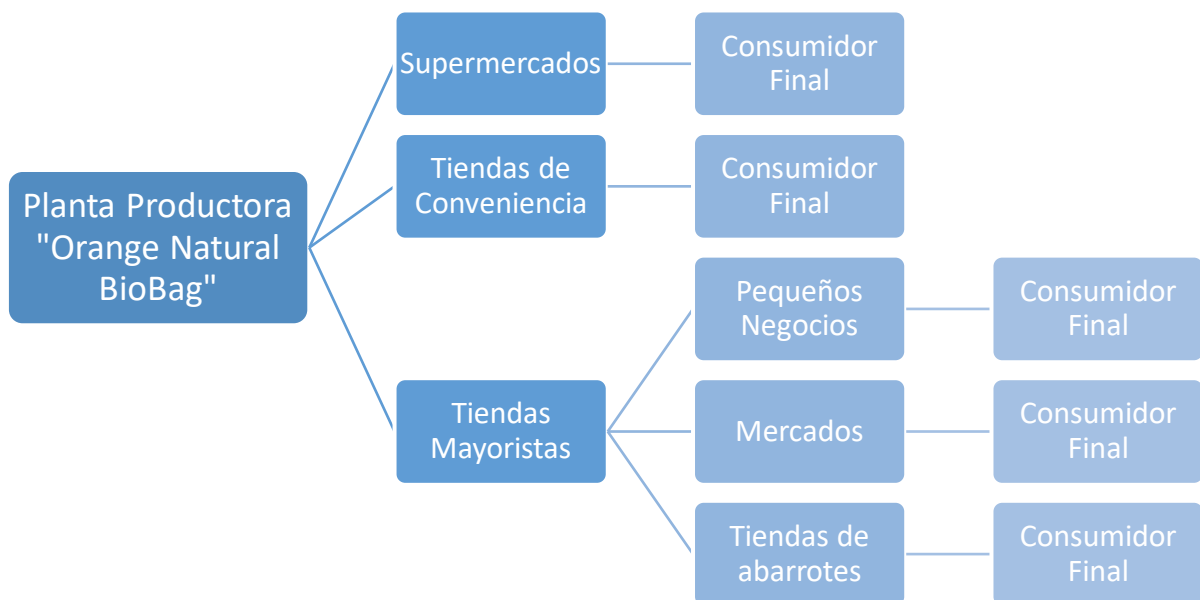 Supermercados
Consumidor
Final
Tiendas de
Conveniencia
Consumidor
Final
Planta Productora
"Orange Natural
BioBag"
Pequeños
Negocios
Consumidor
Final
Tiendas
Mayoristas
Mercados
Consumidor
Final
Tiendas de
abarrotes
Consumidor
Final